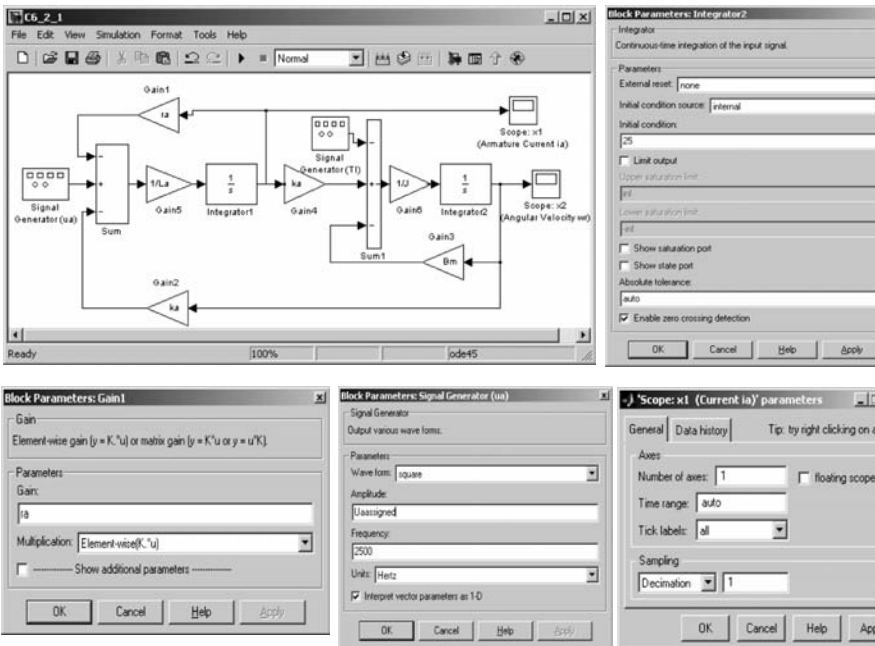 C6_2_1
File Edit View Simulation Format Tools Help
Normal
Gain1
ra
Scope: x1
(Armature Current ia)
Signal
Generator (Tl)
Signal
Generator (ua)
Sum
1/La
Gain5
1
s
Integrator1
ka
Gain4
Sum1
1/J
Gain6
1
s
Integrator2
Scope: x2
(Angular Velocity wr)
Gain3
Bm
Gain2
ka
Ready 100% ode45
Block Parameters: Integrator2
Integrator
Continuous-time integration of the input signal.
Parameters
External reset: none
Initial condition source: internal
Initial condition:
25
Limit output
Upper saturation limit:
inf
Lower saturation limit:
-inf
Show saturation port
Show state port
Absolute tolerance:
auto
Enable zero crossing detection
OK Cancel Help Apply
Block Parameters: Gain1
Gain
Element-wise gain (y = K.*u) or matrix gain (y = K*u or y = u*K).
Parameters
Gain:
ra
Multiplication: Element-wise(K.*u)
------------ Show additional parameters ------------
OK Cancel Help Apply
Block Parameters: Signal Generator (ua)
Signal Generator
Output various wave forms.
Parameters
Wave form: square
Amplitude:
Uaassigned
Frequency:
2500
Units: Hertz
Interpret vector parameters as 1-D
OK Cancel Help Apply
'Scope: x1 (Current ia)' parameters
General Data history Tip: try right clicking on a
Axes
Number of axes: 1 floating scope
Time range: auto
Tick labels: all
Sampling
Decimation 1
OK Cancel Help App